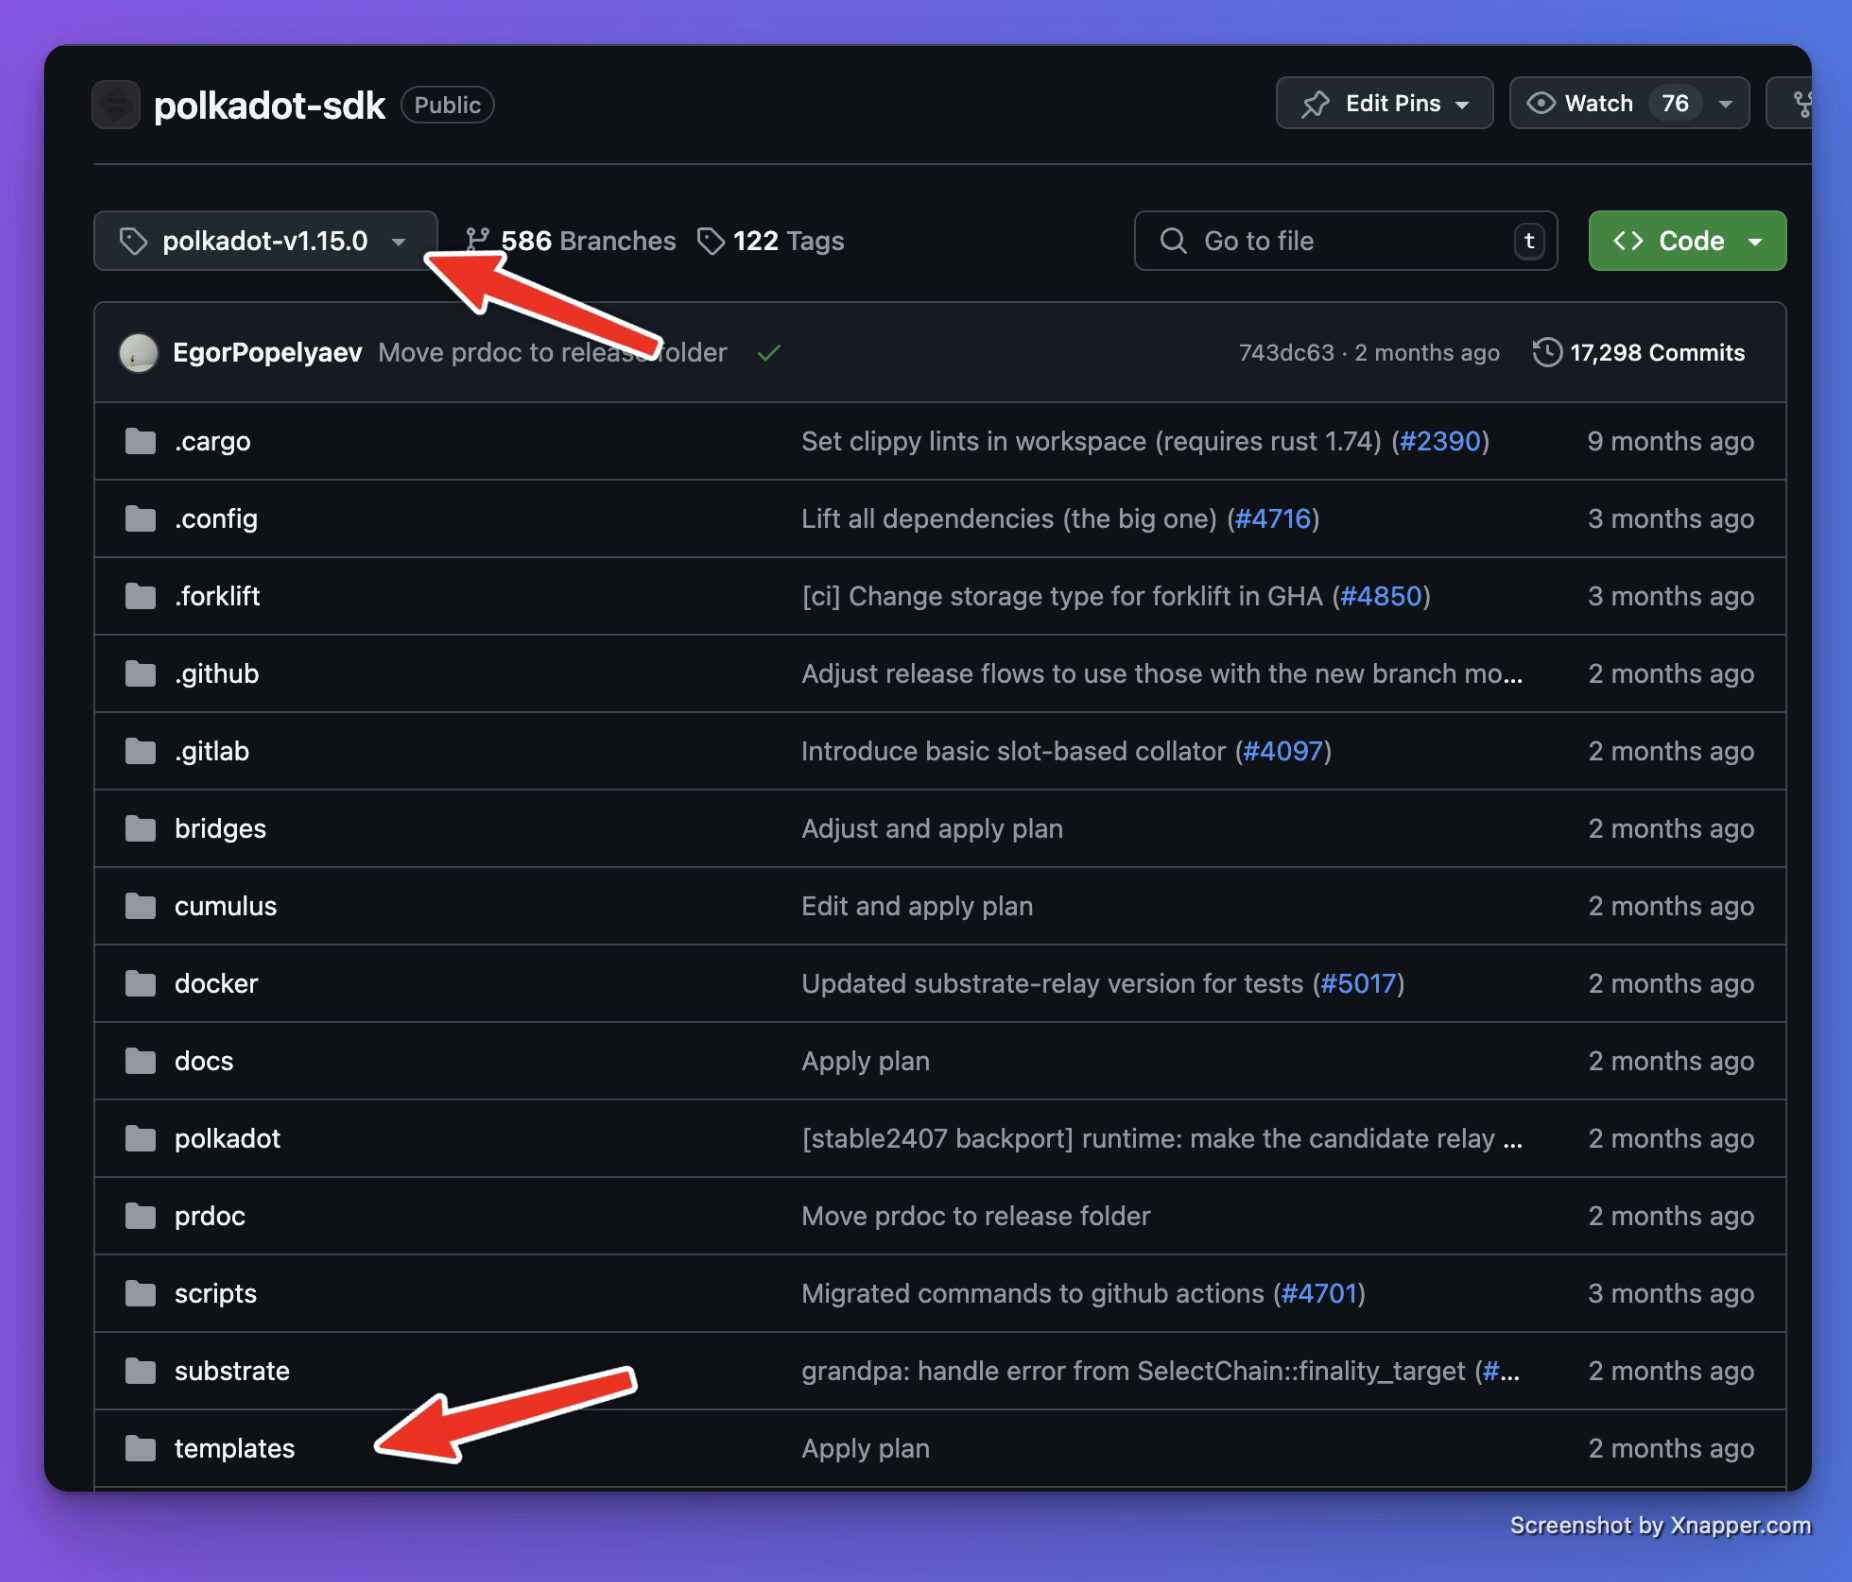 polkadot-sdk Public Edit Pins Watch 76
polkadot-v1.15.0 586 Branches 122 Tags Go to file t Code
EgorPopelyaev Move prdoc to release folder 743dc63 · 2 months ago 17,298 Commits
.cargo Set clippy lints in workspace (requires rust 1.74) (#2390) 9 months ago
.config Lift all dependencies (the big one) (#4716) 3 months ago
.forklift [ci] Change storage type for forklift in GHA (#4850) 3 months ago
.github Adjust release flows to use those with the new branch mo... 2 months ago
.gitlab Introduce basic slot-based collator (#4097) 2 months ago
bridges Adjust and apply plan 2 months ago
cumulus Edit and apply plan 2 months ago
docker Updated substrate-relay version for tests (#5017) 2 months ago
docs Apply plan 2 months ago
polkadot [stable2407 backport] runtime: make the candidate relay ... 2 months ago
prdoc Move prdoc to release folder 2 months ago
scripts Migrated commands to github actions (#4701) 3 months ago
substrate grandpa: handle error from SelectChain::finality_target (#... 2 months ago
templates Apply plan 2 months ago
Screenshot by Xnapper.com